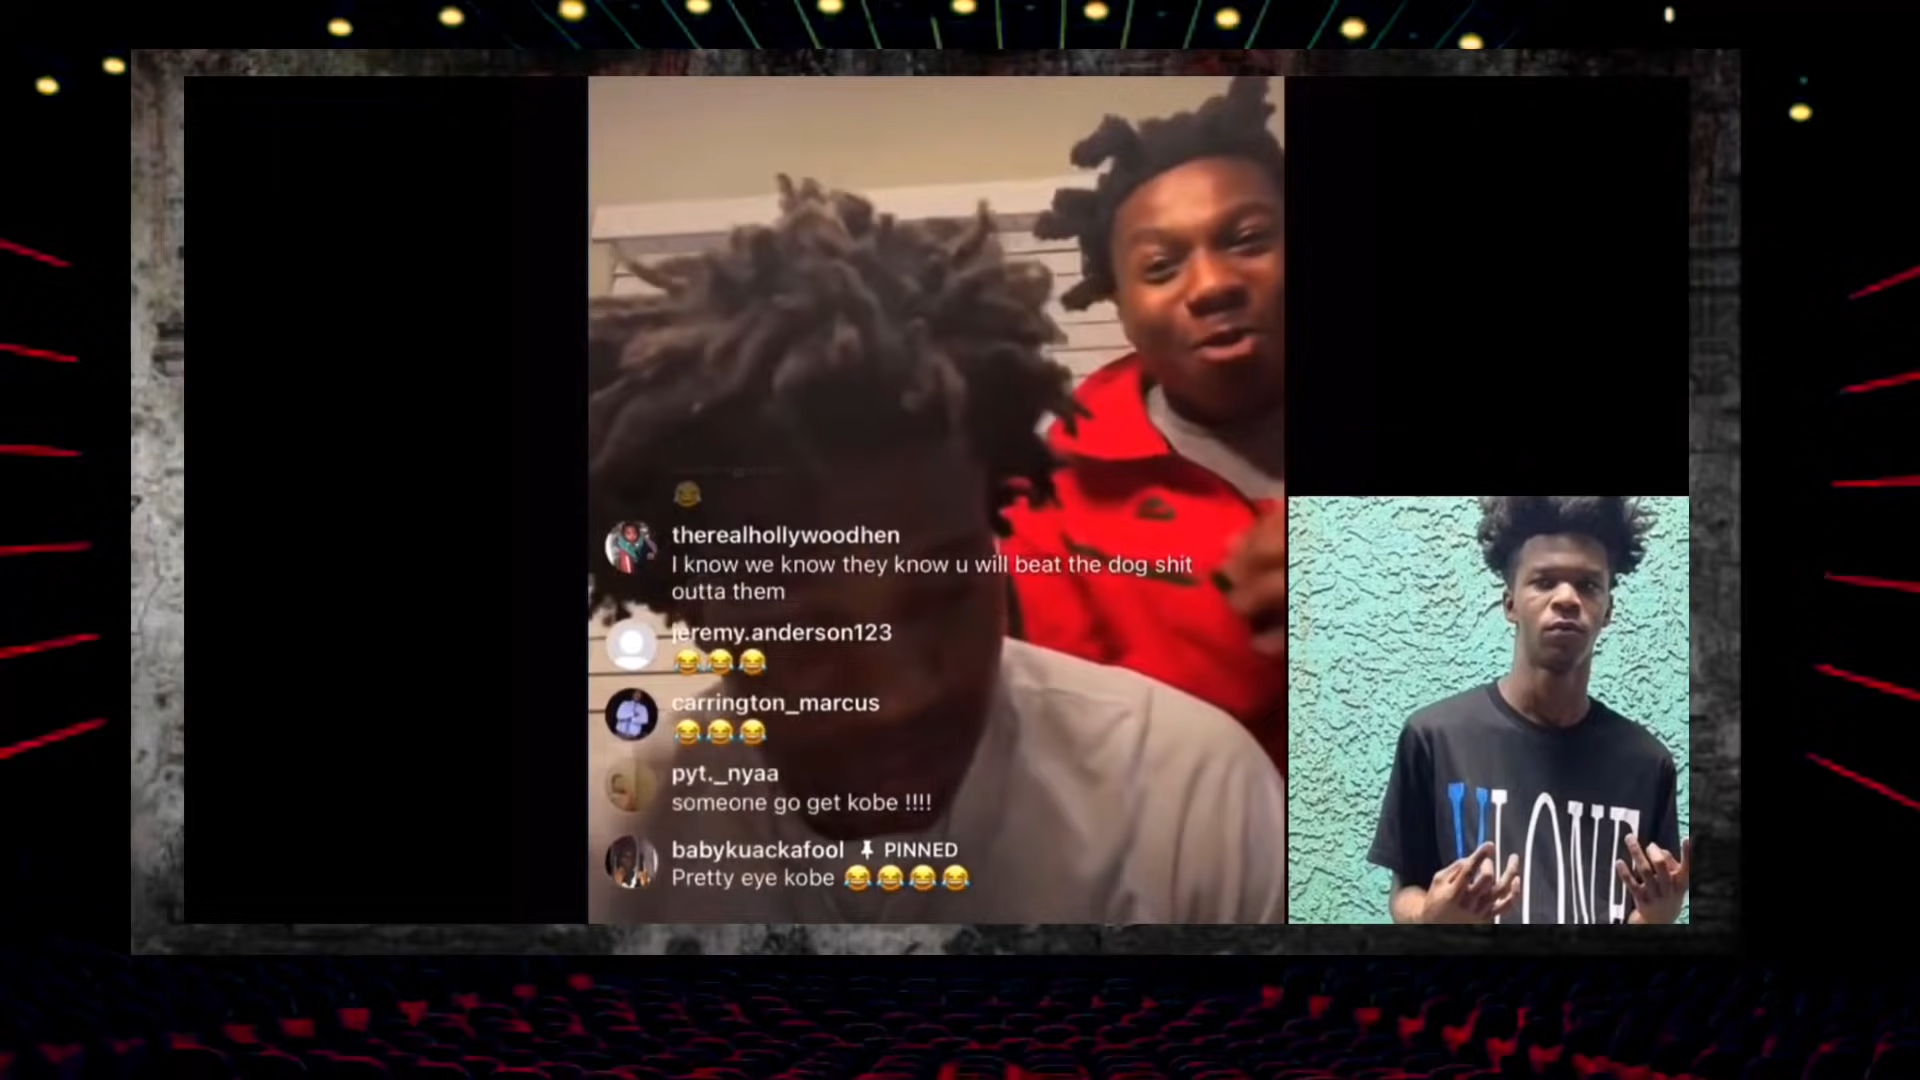 therealhollywoodhen
I know we know they know u will beat the dog shit
outta them
jeremy.anderson123
😂😂😂
carrington_marcus
😂😂😂
pyt._nyaa
someone go get kobe !!!!
babykuackafool PINNED
Pretty eye kobe 😂😂😂😂
VLONE